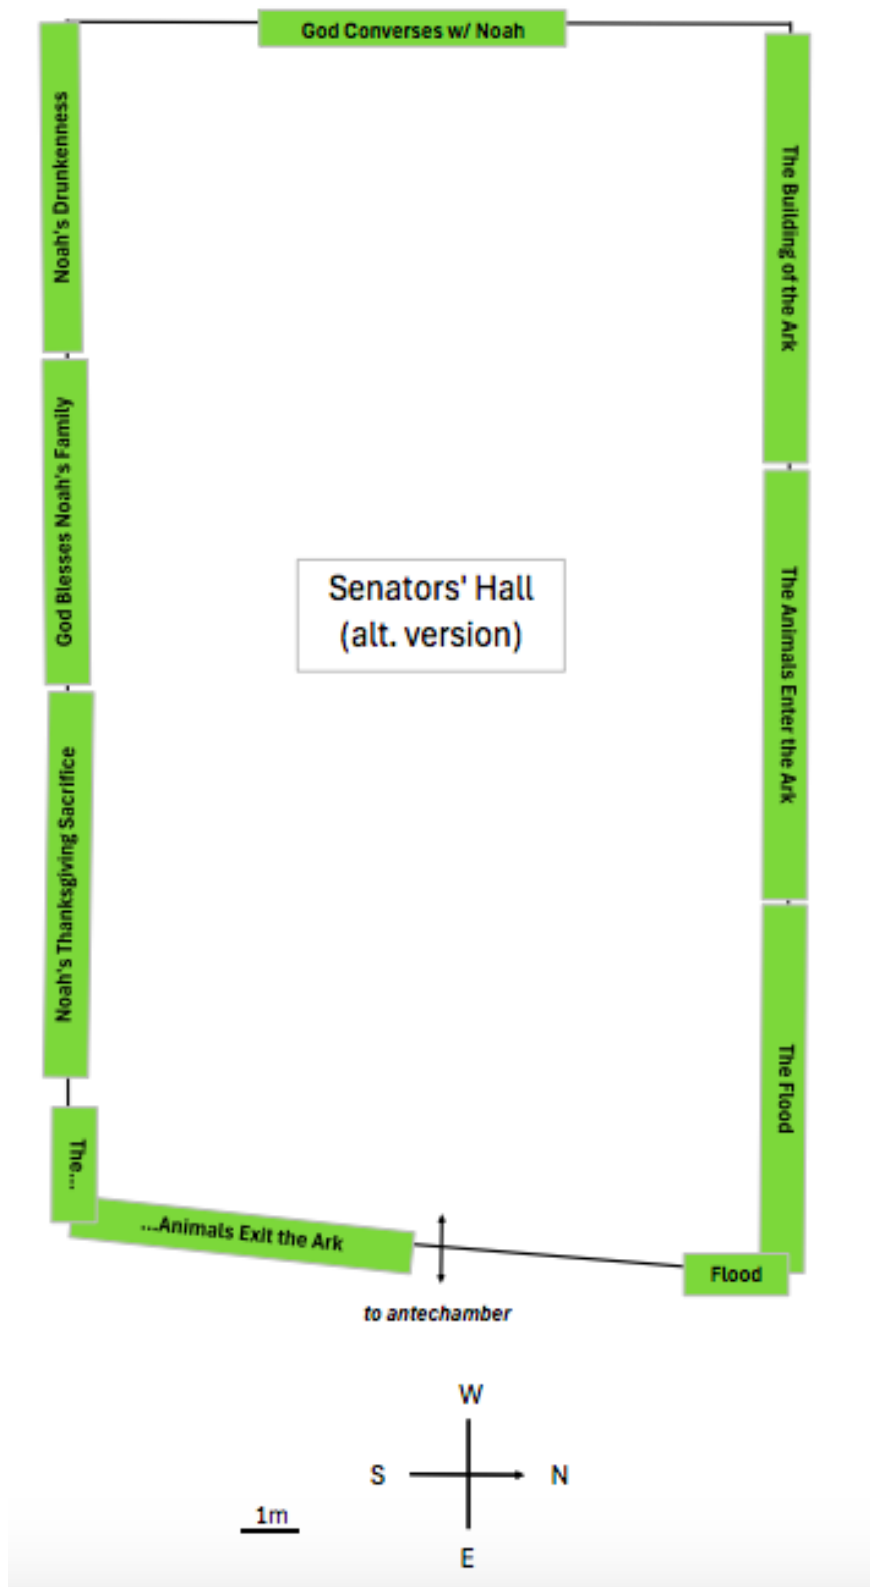 God Converses w/ Noah
Noah's Drunkenness
The Building of the Ark
God Blesses Noah's Family
The Animals Enter the Ark
Senators' Hall
(alt. version)
Noah's Thanksgiving Sacrifice
The Flood
The...
...Animals Exit the Ark
Flood
to antechamber
W
S
N
E
1m